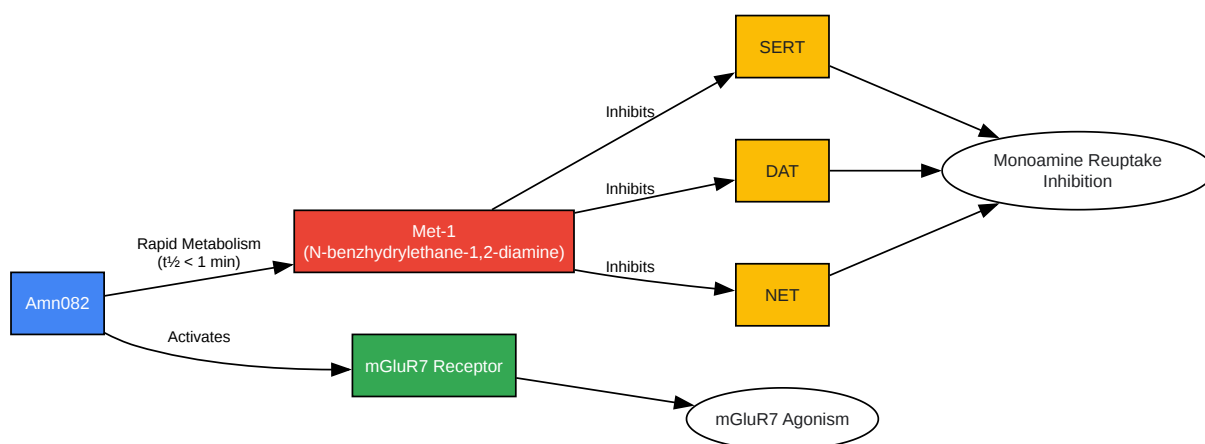 SERT
Inhibits
DAT
Monoamine Reuptake
Inhibition
Inhibits
Met-1
(N-benzhydrylethane-1,2-diamine)
Rapid Metabolism
(t½ < 1 min)
Inhibits
NET
Amn082
Activates
mGluR7 Receptor
mGluR7 Agonism